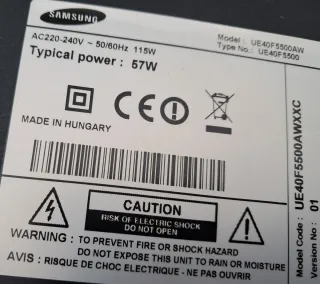 SAMSUNG
AC220-240V ~ 50/60Hz 115W
Typical power : 57W
Model : UE40F5500AW
Type No : UE40F5500
MADE IN HUNGARY
CAUTION
RISK OF ELECTRIC SHOCK
DO NOT OPEN
WARNING : TO PREVENT FIRE OR SHOCK HAZARD
DO NOT EXPOSE THIS UNIT TO RAIN OR
AVIS : RISQUE DE CHOC ELECTRIQUE - NE PAS OUVRIR
Model Code : UE40F5500AWXXC
Version No : 01